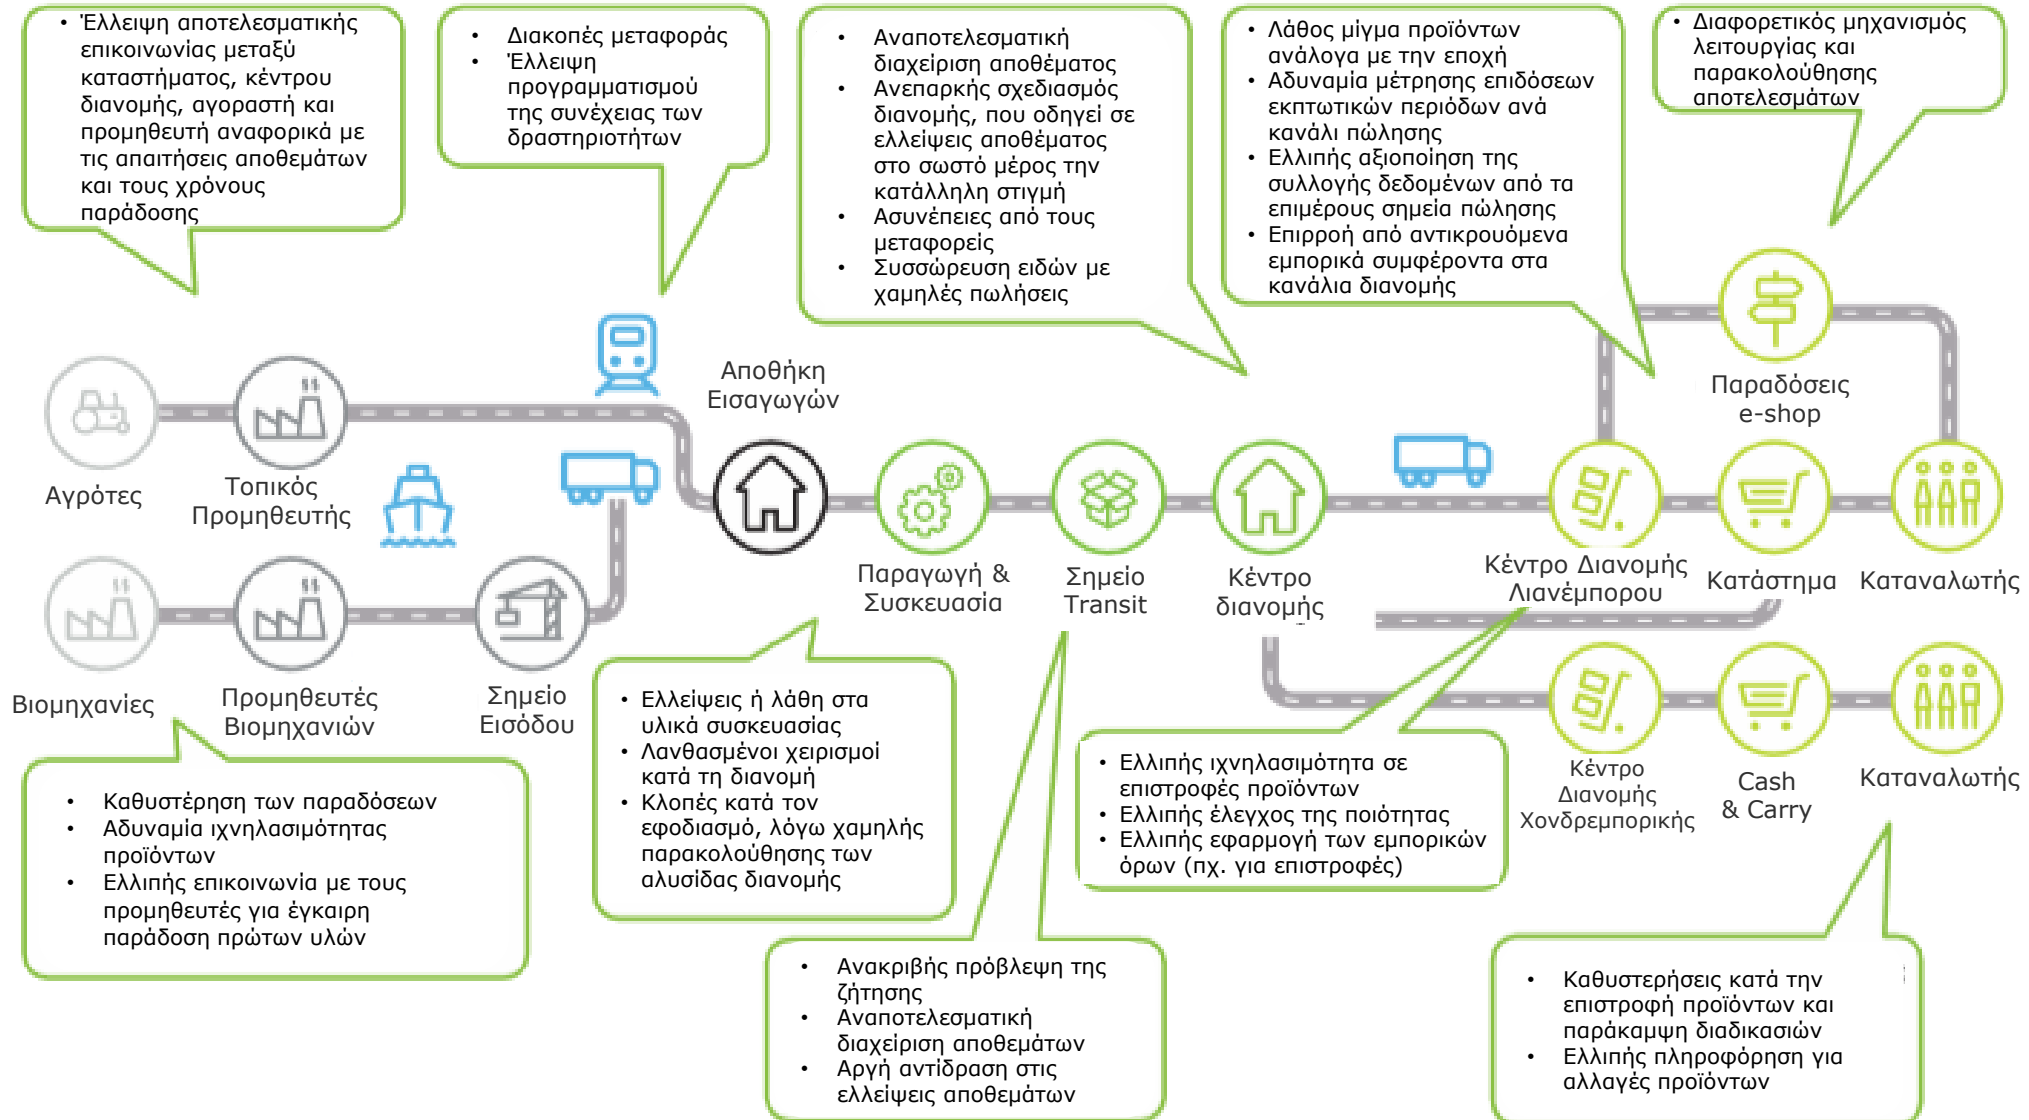 • Έλλειψη αποτελεσματικής
επικοινωνίας μεταξύ
καταστήματος, κέντρου
διανομής, αγοραστή και
προμηθευτή αναφορικά με
τις απαιτήσεις αποθεμάτων
και τους χρόνους
παράδοσης
• Διακοπές μεταφοράς
• Έλλειψη
προγραμματισμού
της συνέχειας των
δραστηριοτήτων
• Αναποτελεσματική
διαχείριση αποθέματος
• Ανεπαρκής σχεδιασμός
διανομής, που οδηγεί σε
ελλείψεις αποθέματος
στο σωστό μέρος την
κατάλληλη στιγμή
• Ασυνέπειες από τους
μεταφορείς
• Συσσώρευση ειδών με
χαμηλές πωλήσεις
• Λάθος μίγμα προϊόντων
ανάλογα με την εποχή
• Αδυναμία μέτρησης επιδόσεων
εκπτωτικών περιόδων ανά
κανάλι πώλησης
• Ελλιπής αξιοποίηση της
συλλογής δεδομένων από τα
επιμέρους σημεία πώλησης
• Επιρροή από αντικρουόμενα
εμπορικά συμφέροντα στα
κανάλια διανομής
• Διαφορετικός μηχανισμός
λειτουργίας και
παρακολούθησης
αποτελεσμάτων
Αποθήκη
Εισαγωγών
Παραδόσεις
e-shop
Αγρότες
Τοπικός
Προμηθευτής
Παραγωγή &
Συσκευασία
Σημείο
Transit
Κέντρο
διανομής
Κέντρο Διανομής
Λιανέμπορου
Κατάστημα
Καταναλωτής
Βιομηχανίες
Προμηθευτές
Βιομηχανιών
Σημείο
Εισόδου
Κέντρο
Διανομής
Χονδρεμπορικής
Cash
& Carry
Καταναλωτής
• Καθυστέρηση των παραδόσεων
• Αδυναμία ιχνηλασιμότητας
προϊόντων
• Ελλιπής επικοινωνία με τους
προμηθευτές για έγκαιρη
παράδοση πρώτων υλών
• Ελλείψεις ή λάθη στα
υλικά συσκευασίας
• Λανθασμένοι χειρισμοί
κατά τη διανομή
• Κλοπές κατά τον
εφοδιασμό, λόγω χαμηλής
παρακολούθησης των
αλυσίδας διανομής
• Ελλιπής ιχνηλασιμότητα σε
επιστροφές προϊόντων
• Ελλιπής έλεγχος της ποιότητας
• Ελλιπής εφαρμογή των εμπορικών
όρων (πχ. για επιστροφές)
• Ανακριβής πρόβλεψη της
ζήτησης
• Αναποτελεσματική
διαχείριση αποθεμάτων
• Αργή αντίδραση στις
ελλείψεις αποθεμάτων
• Καθυστερήσεις κατά την
επιστροφή προϊόντων και
παράκαμψη διαδικασιών
• Ελλιπής πληροφόρηση για
αλλαγές προϊόντων